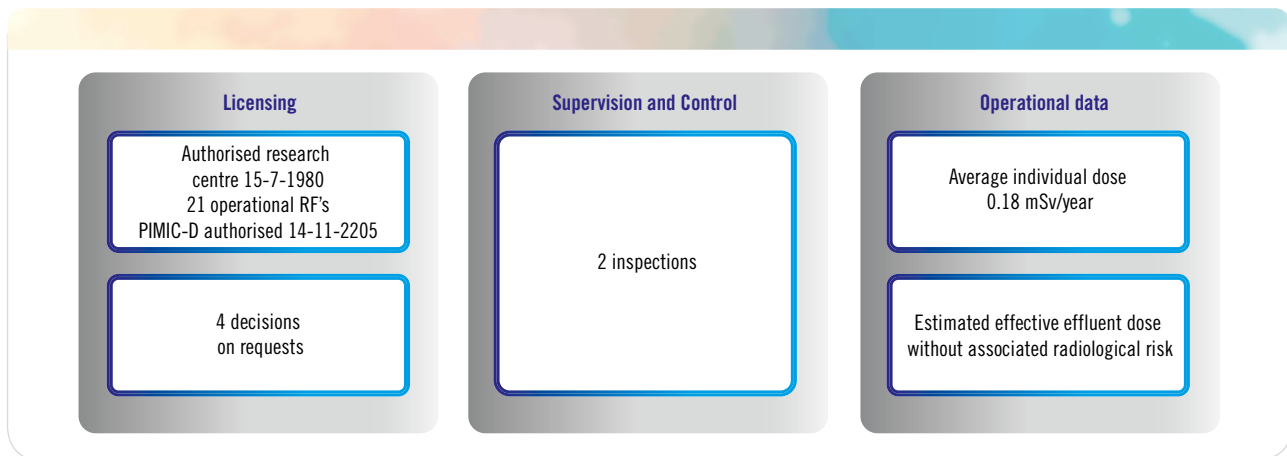 Licensing
Authorised research
centre 15-7-1980
21 operational RF's
PIMIC-D authorised 14-11-2205
4 decisions
on requests
Supervision and Control
2 inspections
Operational data
Average individual dose
0.18 mSv/year
Estimated effective effluent dose
without associated radiological risk